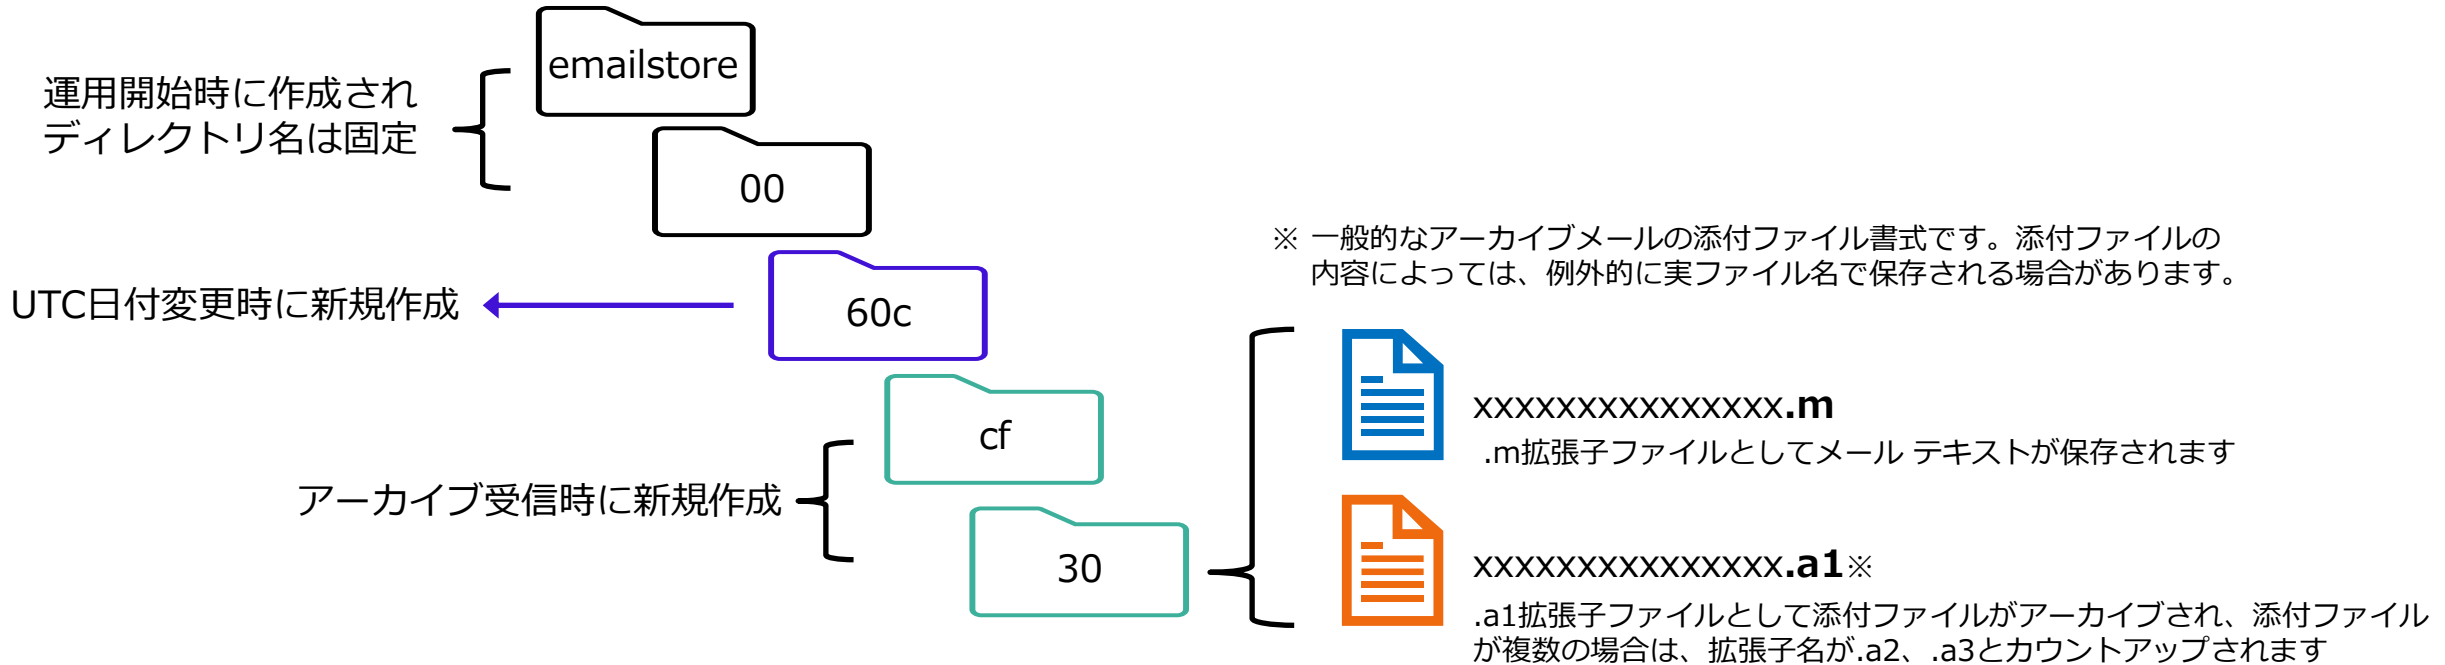 emailstore
運用開始時に作成され
ディレクトリ名は固定
00
※ 一般的なアーカイブメールの添付ファイル書式です。添付ファイルの
内容によっては、例外的に実ファイル名で保存される場合があります。
UTC日付変更時に新規作成
60c
xxxxxxxxxxxxxxx.m
.m拡張子ファイルとしてメール テキストが保存されます
cf
アーカイブ受信時に新規作成
30
xxxxxxxxxxxxxxx.a1※
.a1拡張子ファイルとして添付ファイルがアーカイブされ、添付ファイル
が複数の場合は、拡張子名が.a2、.a3とカウントアップされます